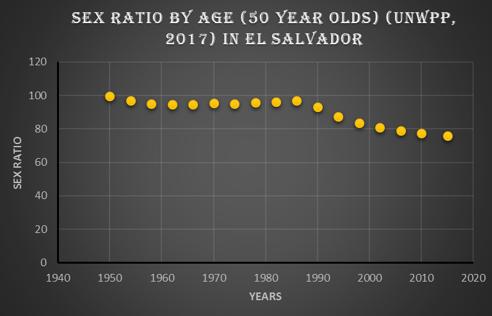 SEX RATIO BY AGE (50 YEAR OLDS) (UNWPP,
2017) IN EL SALVADOR
120
100
80
60
40
20
0
SEX RATIO
1940 1950 1960 1970 1980 1990 2000 2010 2020
YEARS